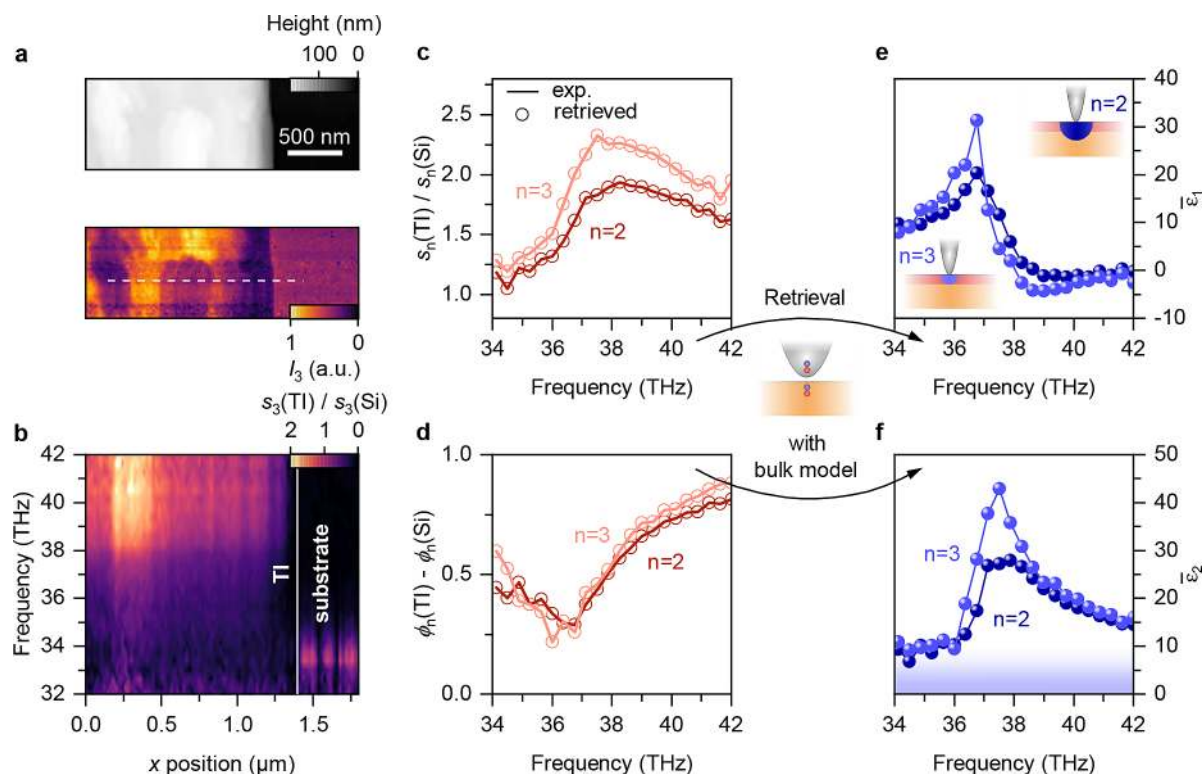 a
Height (nm)
100 0
500 nm
1 0
I₃ (a.u.)
s₃(TI) / s₃(Si)
2 1 0
b
42
40
38
36
34
32
Frequency (THz)
TI
substrate
0.0 0.5 1.0 1.5
x position (µm)
c
exp.
retrieved
n=3
n=2
2.5
2.0
1.5
1.0
sₙ(TI) / sₙ(Si)
34 36 38 40 42
Frequency (THz)
d
n=3
n=2
1.0
0.5
0.0
ϕₙ(TI) - ϕₙ(Si)
34 36 38 40 42
Frequency (THz)
Retrieval
with
bulk model
e
n=2
n=3
40
30
20
10
0
-10
ε̅₁
34 36 38 40 42
Frequency (THz)
f
n=3
n=2
50
40
30
20
10
0
ε̅₂
34 36 38 40 42
Frequency (THz)